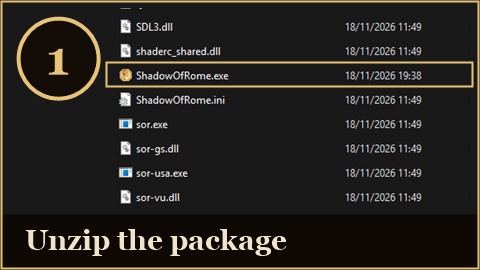 1
SDL3.dll 18/11/2026 11:49
shaderc_shared.dll 18/11/2026 11:49
ShadowOfRome.exe 18/11/2026 19:38
ShadowOfRome.ini 18/11/2026 11:49
sor.exe 18/11/2026 11:49
sor-gs.dll 18/11/2026 11:49
sor-usa.exe 18/11/2026 11:49
sor-vu.dll 18/11/2026 11:49
Unzip the package